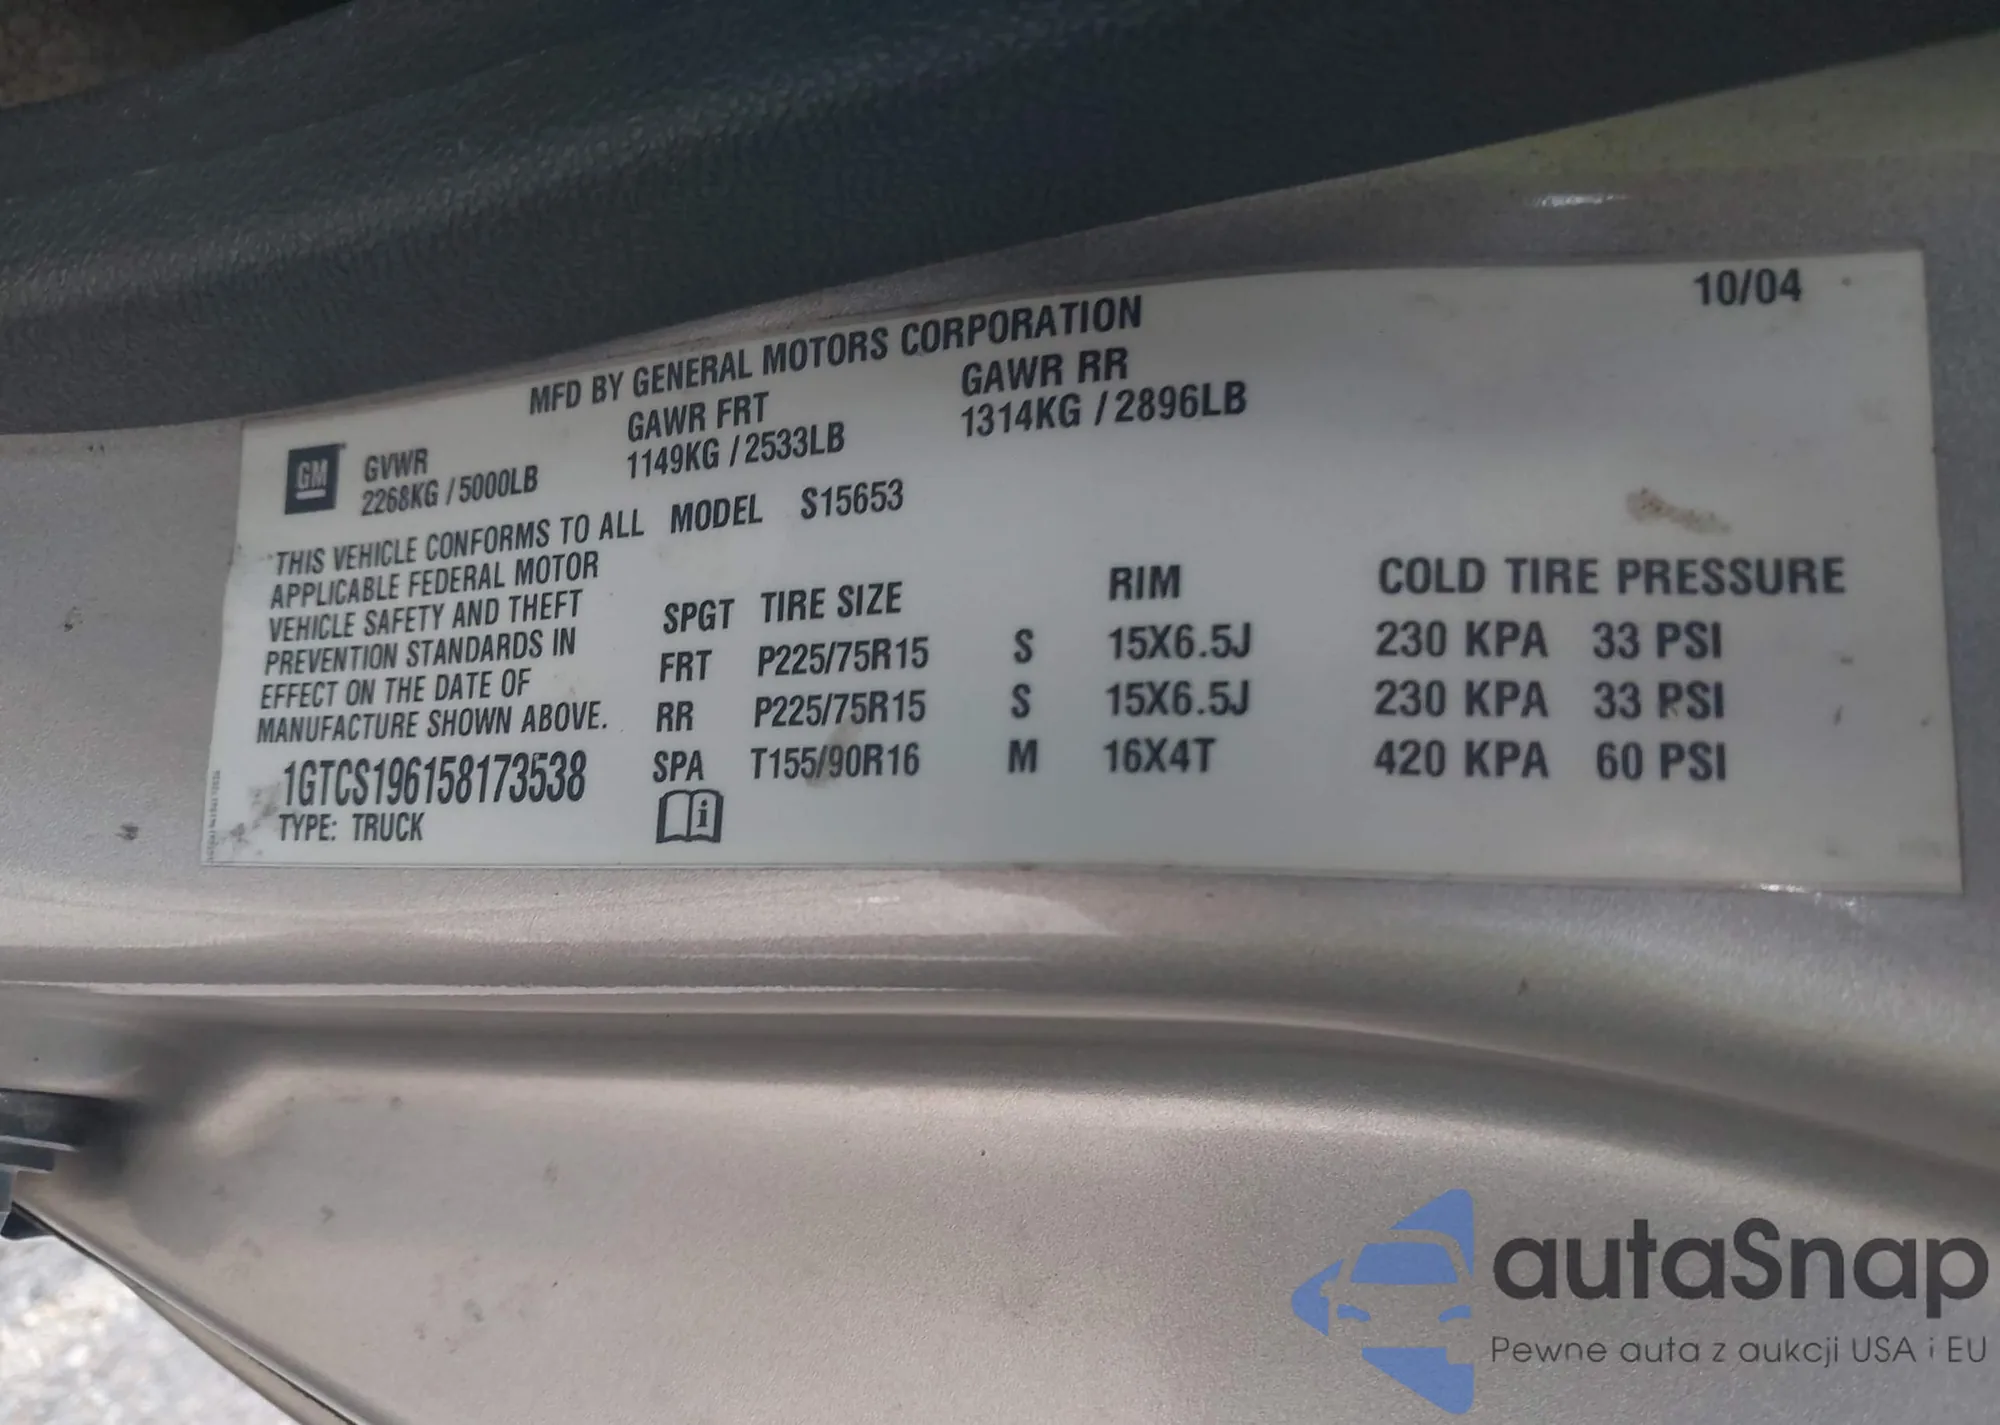 10/04
MFD BY GENERAL MOTORS CORPORATION
GM GVWR GAWR FRT GAWR RR
2268KG / 5000LB 1149KG / 2533LB 1314KG / 2896LB
THIS VEHICLE CONFORMS TO ALL MODEL S15653
APPLICABLE FEDERAL MOTOR
VEHICLE SAFETY AND THEFT
PREVENTION STANDARDS IN
EFFECT ON THE DATE OF
MANUFACTURE SHOWN ABOVE.
1GTCS196158173538
TYPE: TRUCK
SPGT TIRE SIZE RIM COLD TIRE PRESSURE
FRT P225/75R15 S 15X6.5J 230 KPA 33 PSI
RR P225/75R15 S 15X6.5J 230 KPA 33 PSI
SPA T155/90R16 M 16X4T 420 KPA 60 PSI
i
autaSnap
Pewne auta z aukcji USA i EU